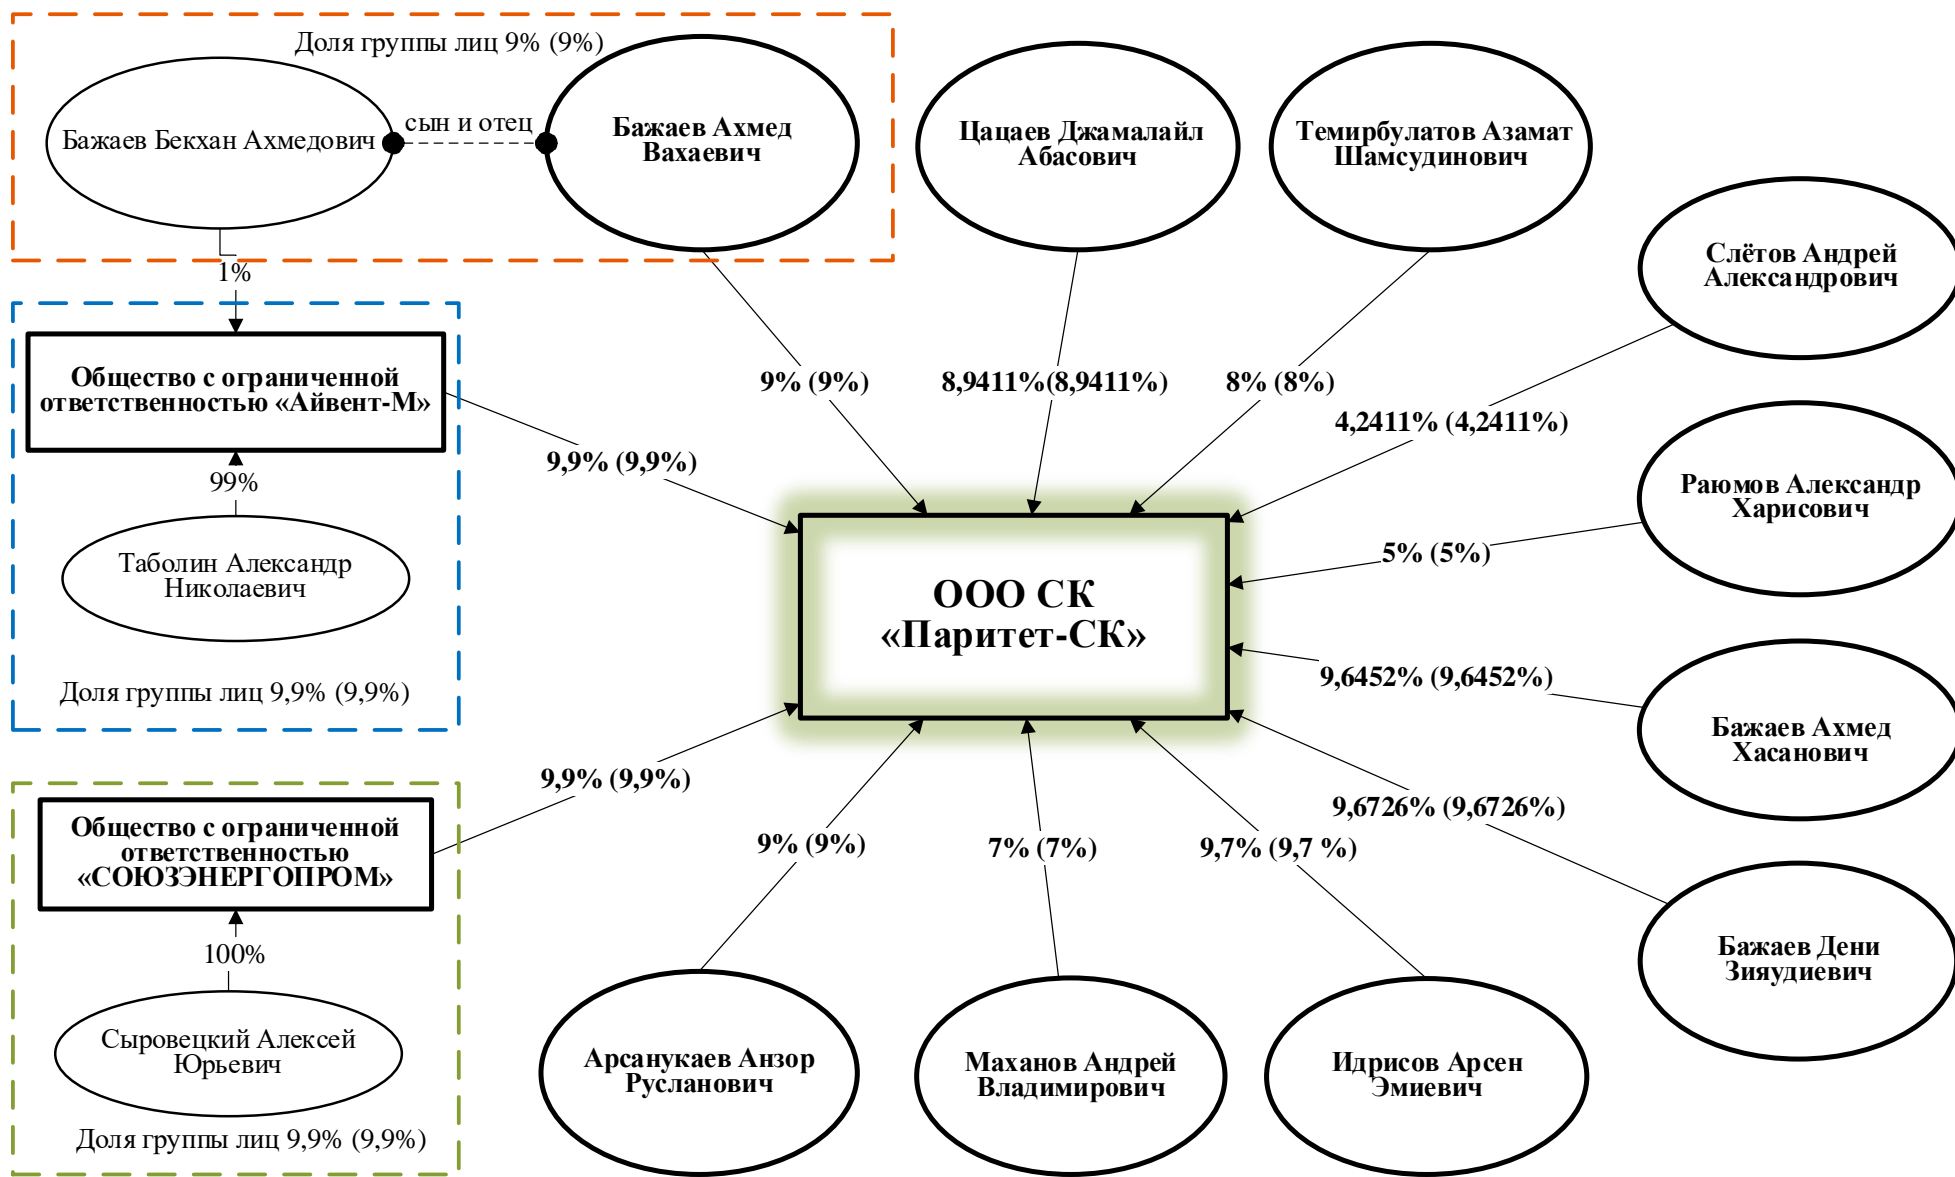 Доля группы лиц 9% (9%)
Бажаев Бекхан Ахмедович
сын и отец
Бажаев Ахмед
Вахаевич
Цацаев Джамалайл
Абасович
Темирбулатов Азамат
Шамсудинович
Слётов Андрей
Александрович
1%
Общество с ограниченной
ответственностью «Айвент-М»
9% (9%)
8,9411%(8,9411%)
8% (8%)
4,2411% (4,2411%)
9,9% (9,9%)
99%
Таболин Александр
Николаевич
Доля группы лиц 9,9% (9,9%)
Раюмов Александр
Харисович
5% (5%)
ООО СК
«Паритет-СК»
9,6452% (9,6452%)
Бажаев Ахмед
Хасанович
9,9% (9,9%)
Общество с ограниченной
ответственностью
«СОЮЗЭНЕРГОПРОМ»
9% (9%)
7% (7%)
9,7% (9,7 %)
9,6726% (9,6726%)
Бажаев Дени
Зияудиевич
100%
Сыровецкий Алексей
Юрьевич
Доля группы лиц 9,9% (9,9%)
Арсанукаев Анзор
Русланович
Маханов Андрей
Владимирович
Идрисов Арсен
Эмиевич